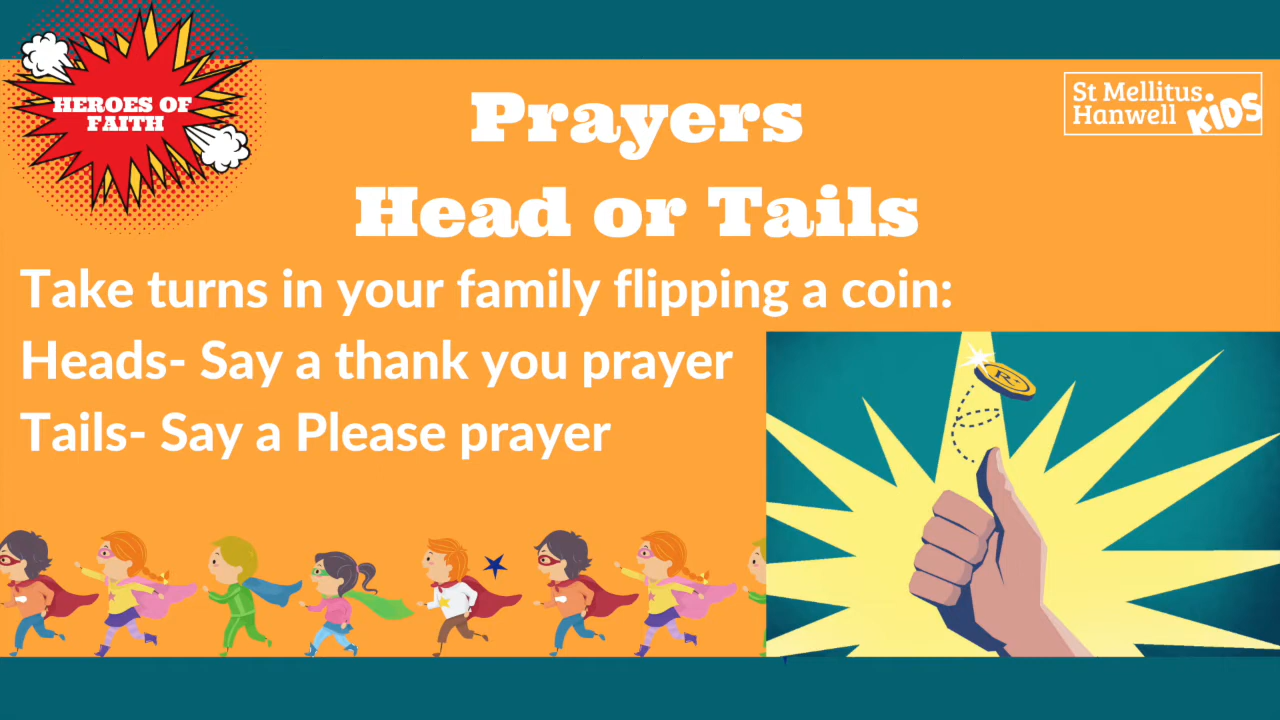 HEROES OF
FAITH
Prayers
St Mellitus
Hanwell KiDS
Head or Tails
Take turns in your family flipping a coin:
Heads- Say a thank you prayer
Tails- Say a Please prayer